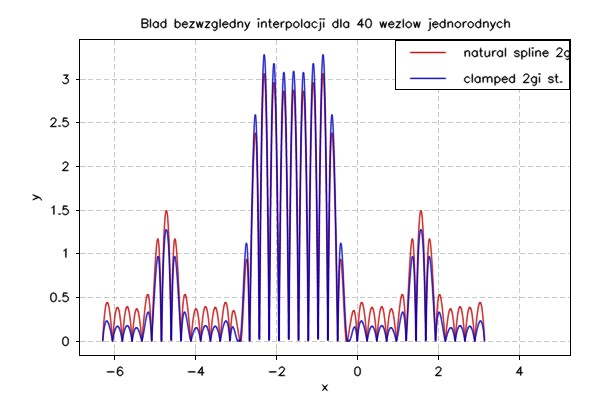 Blad bezwzgledny interpolacji dla 40 wezlow jednorodnych
natural spline 2g
clamped 2gi st.
3
2.5
2
1.5
1
0.5
0
y
−6 −4 −2 0 2 4
x